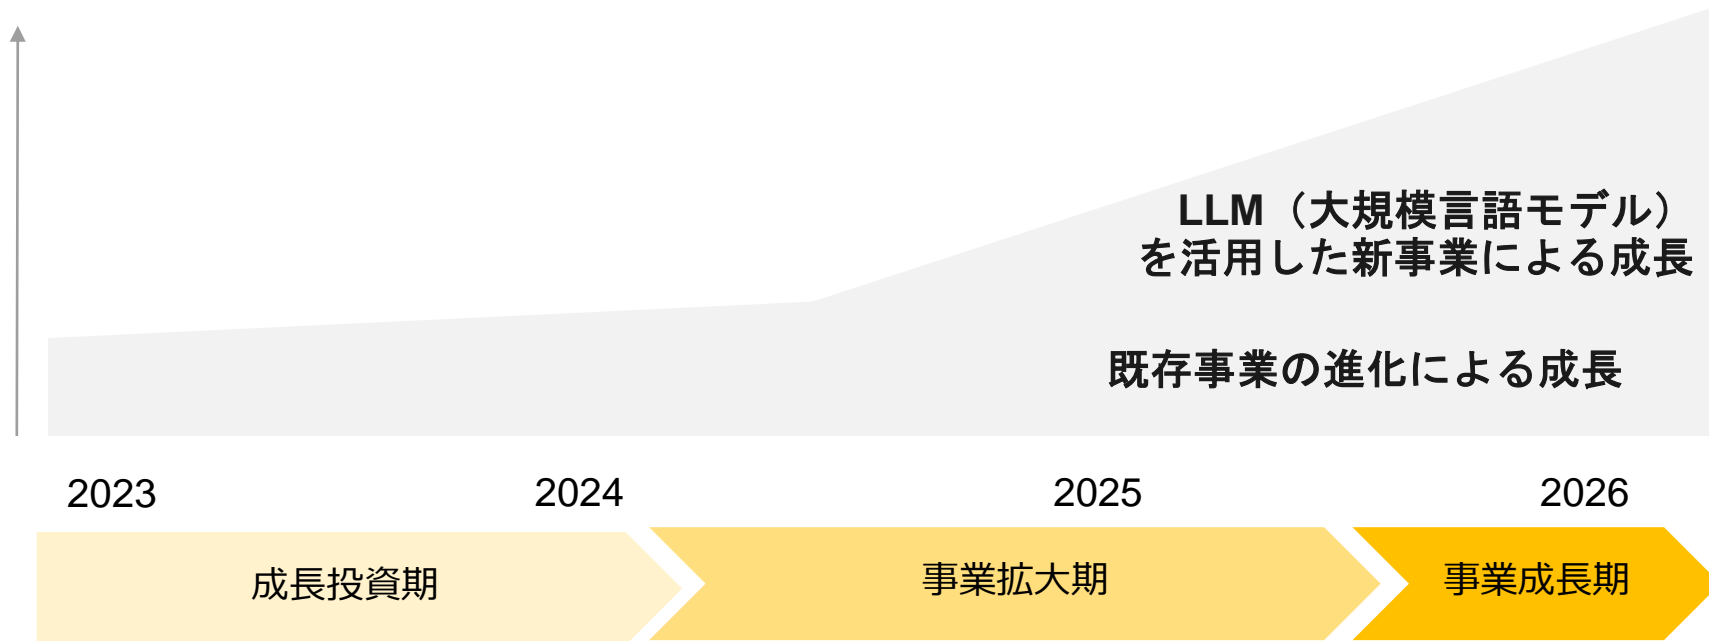 LLM（大規模言語モデル）
を活用した新事業による成長
既存事業の進化による成長
2023
2024
2025
2026
成長投資期
事業拡大期
事業成長期